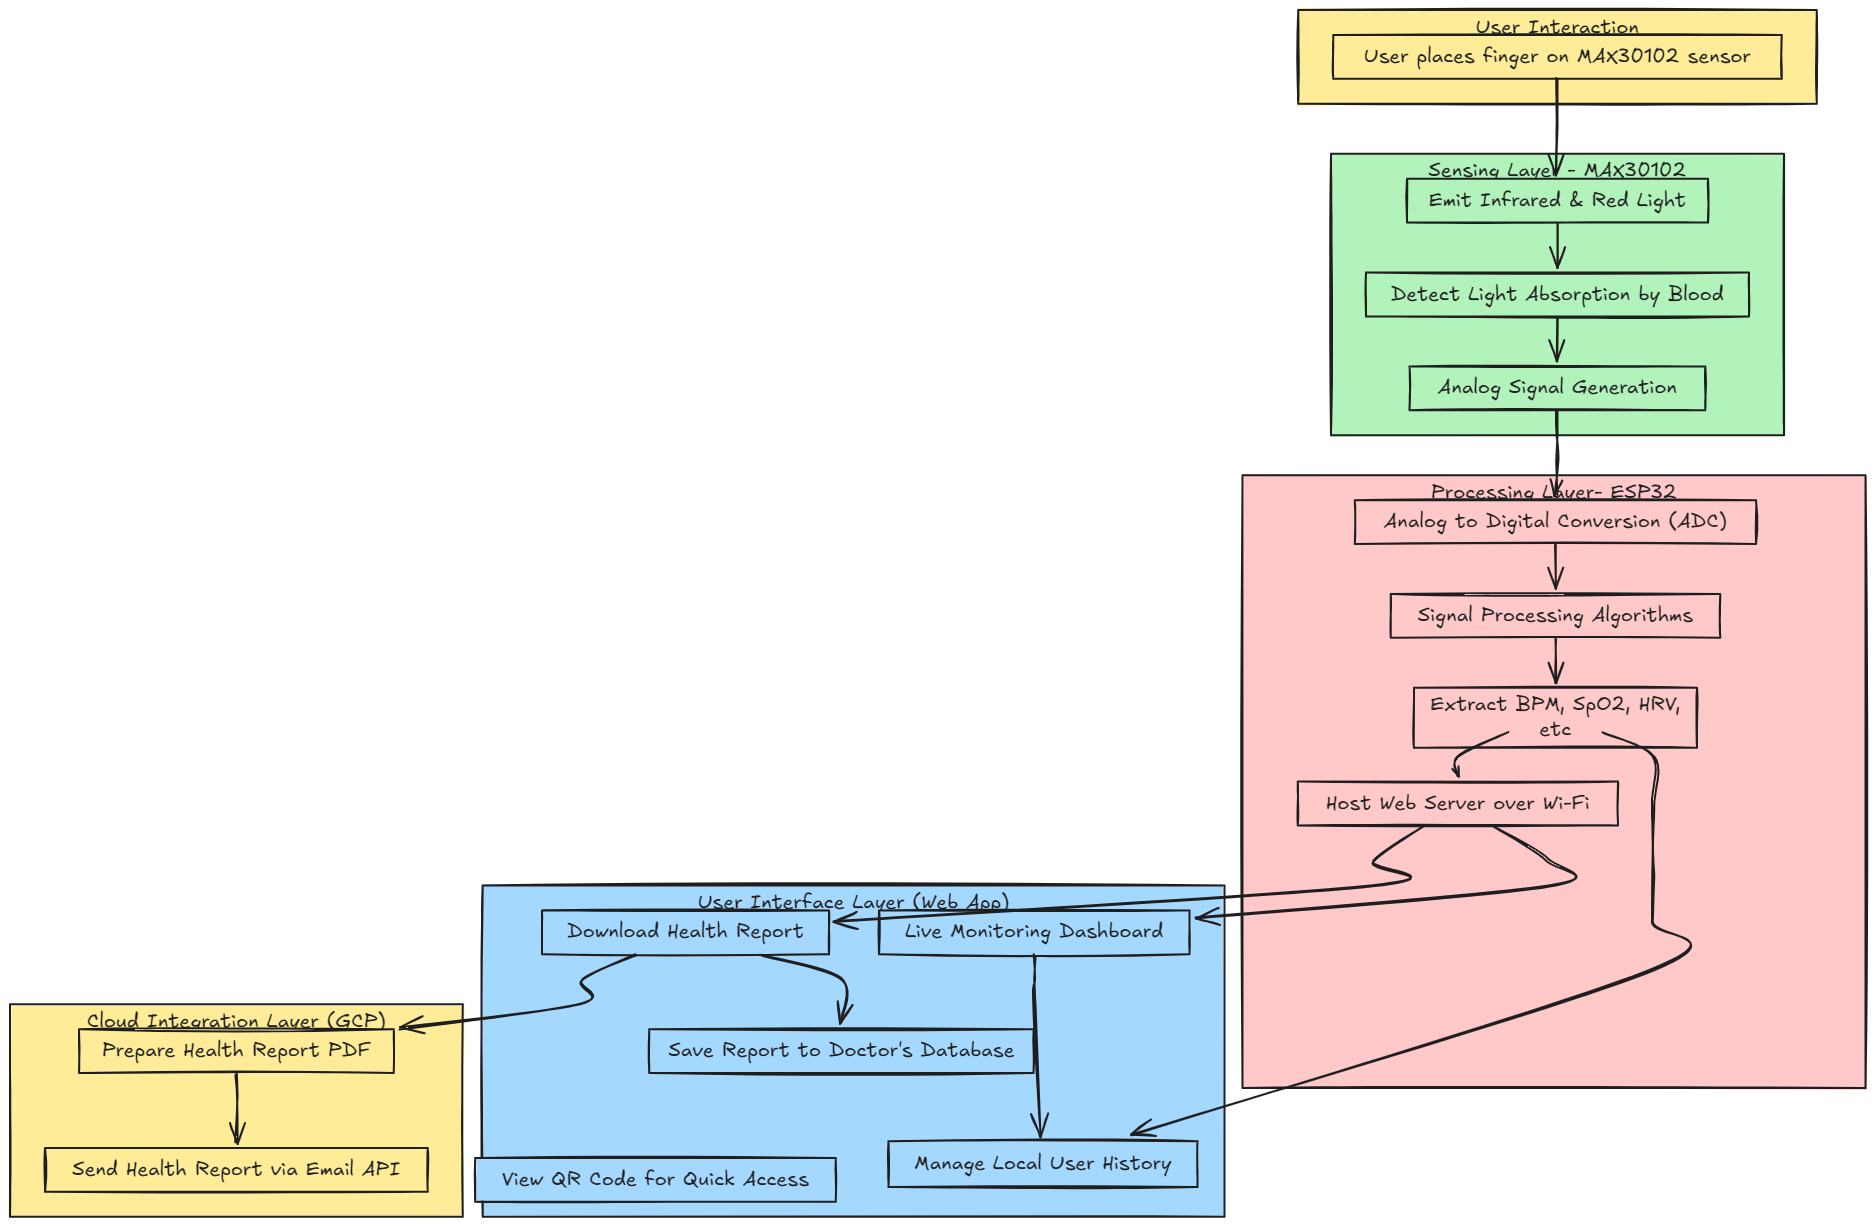 User Interaction
User places finger on MAX30102 sensor
Sensing Layer - MAX30102
Emit Infrared & Red Light
Detect Light Absorption by Blood
Analog Signal Generation
Processing Layer- ESP32
Analog to Digital Conversion (ADC)
Signal Processing Algorithms
Extract BPM, SpO2, HRV,
etc
Host Web Server over Wi-Fi
User Interface Layer (Web App)
Download Health Report
Live Monitoring Dashboard
Save Report to Doctor's Database
Manage Local User History
View QR Code for Quick Access
Cloud Integration Layer (GCP)
Prepare Health Report PDF
Send Health Report via Email API